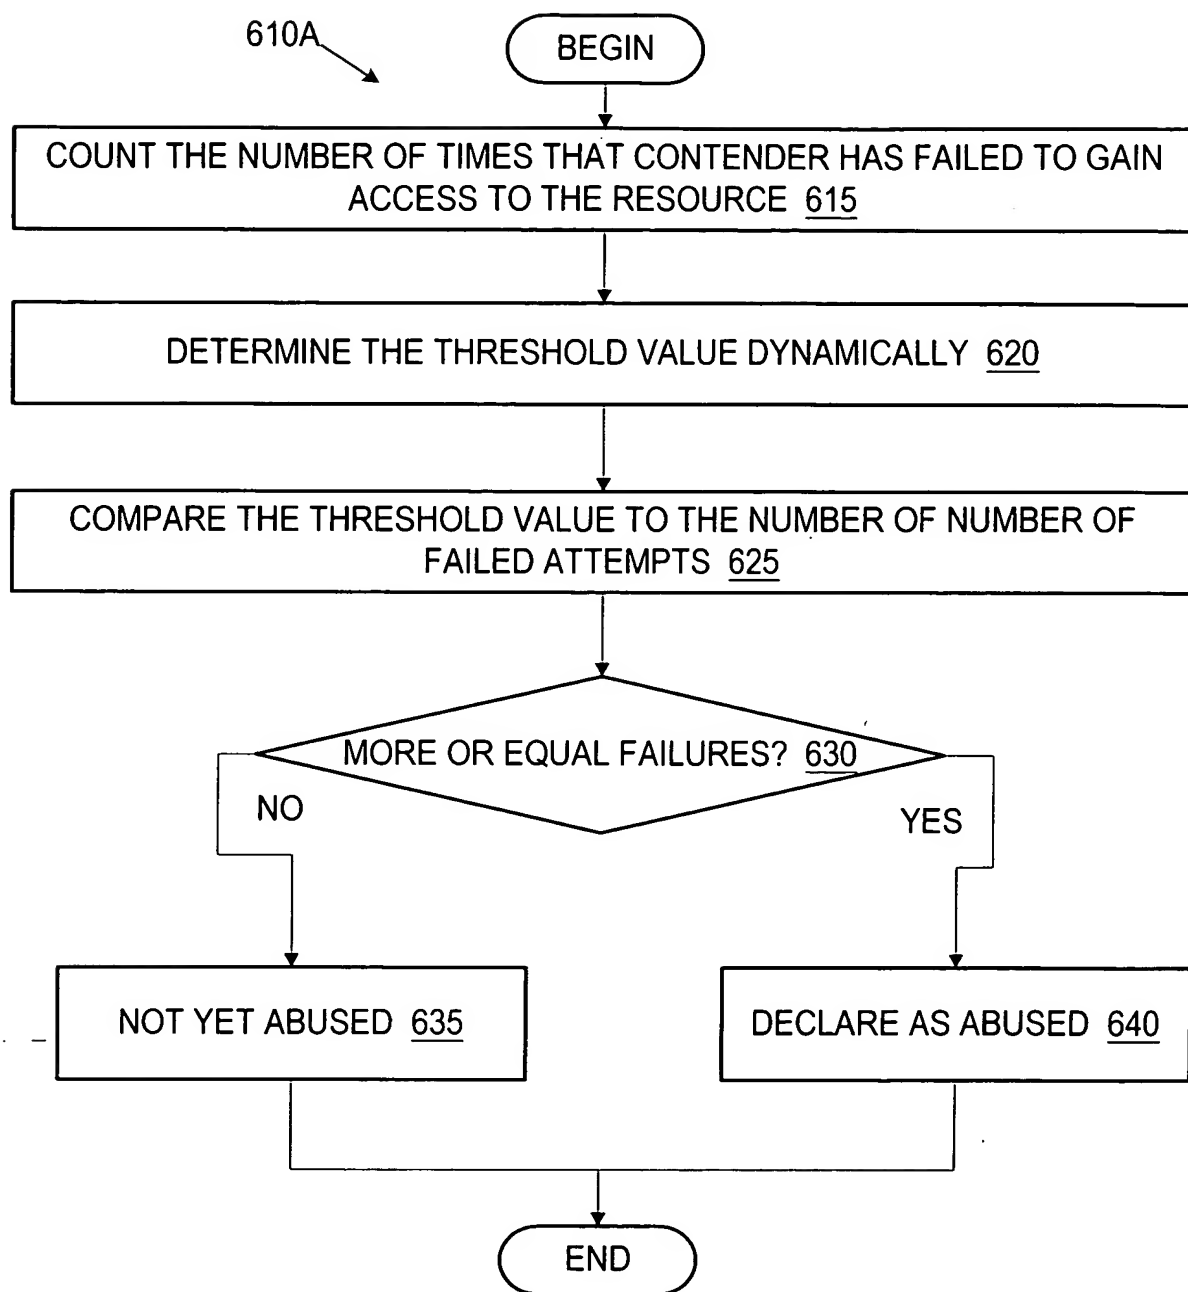 610A
BEGIN
COUNT THE NUMBER OF TIMES THAT CONTENDER HAS FAILED TO GAIN
ACCESS TO THE RESOURCE 615
DETERMINE THE THRESHOLD VALUE DYNAMICALLY 620
COMPARE THE THRESHOLD VALUE TO THE NUMBER OF NUMBER OF
FAILED ATTEMPTS 625
MORE OR EQUAL FAILURES? 630
NO
YES
NOT YET ABUSED 635
DECLARE AS ABUSED 640
END